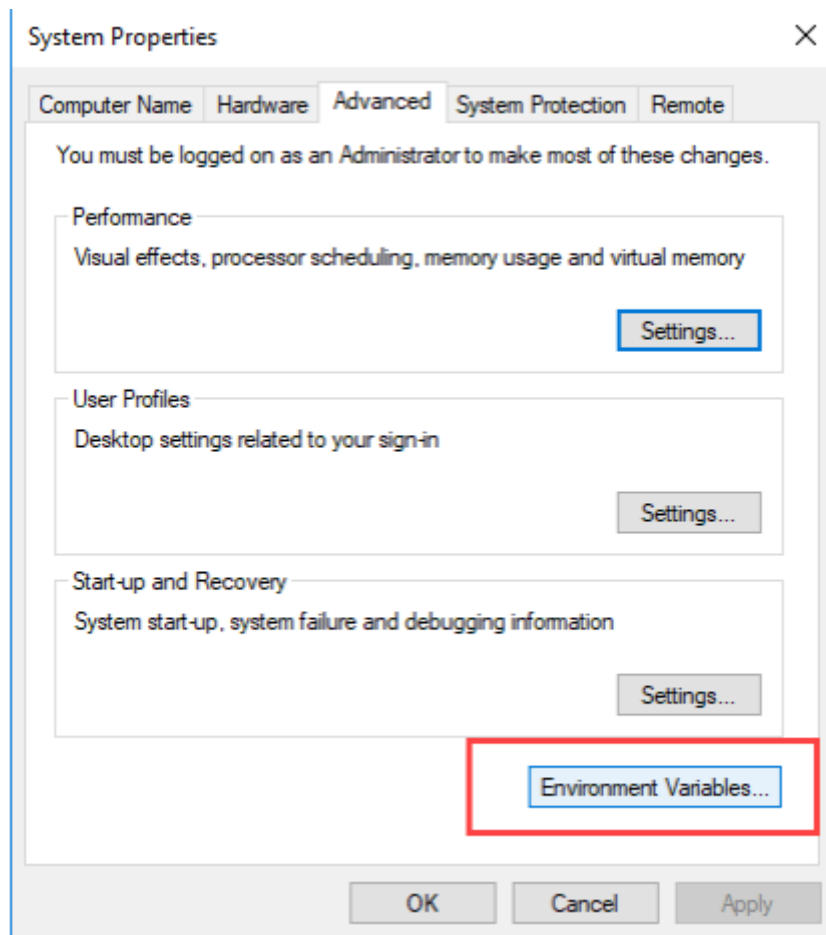 System Properties
Computer Name Hardware Advanced System Protection Remote
You must be logged on as an Administrator to make most of these changes.
Performance
Visual effects, processor scheduling, memory usage and virtual memory
Settings...
User Profiles
Desktop settings related to your sign-in
Settings...
Start-up and Recovery
System start-up, system failure and debugging information
Settings...
Environment Variables...
OK Cancel Apply